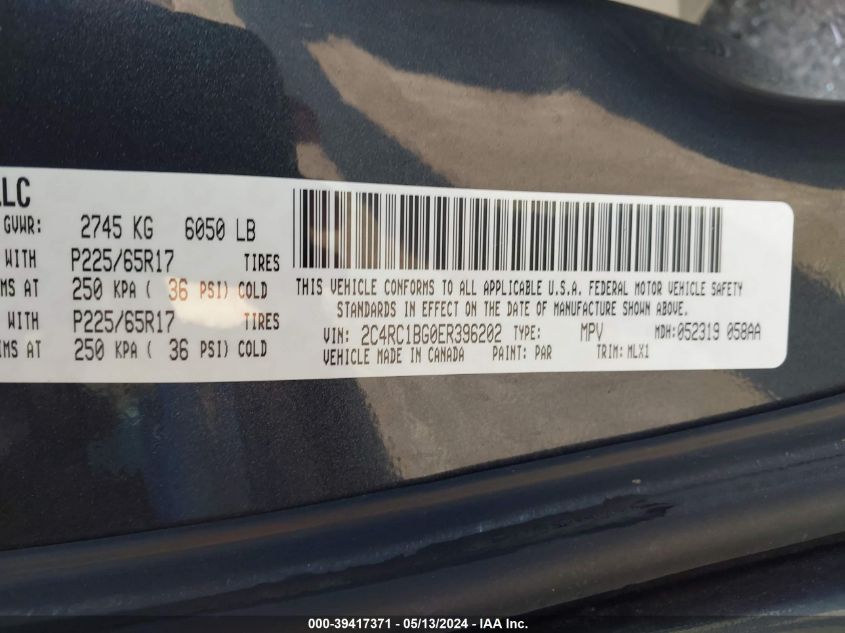 LLC
GVWR: 2745 KG 6050 LB
WITH P225/65R17 TIRES
MS AT 250 KPA ( 36 PSI) COLD
WITH P225/65R17 TIRES
MS AT 250 KPA ( 36 PSI) COLD
THIS VEHICLE CONFORMS TO ALL APPLICABLE U.S.A. FEDERAL MOTOR VEHICLE SAFETY
STANDARDS IN EFFECT ON THE DATE OF MANUFACTURE SHOWN ABOVE.
VIN: 2C4RC1BG0ER396202 TYPE: MPV MDH:052319 058AA
VEHICLE MADE IN CANADA PAINT: PAR TRIM: MLX1
000-39417371 - 05/13/2024 - IAA Inc.